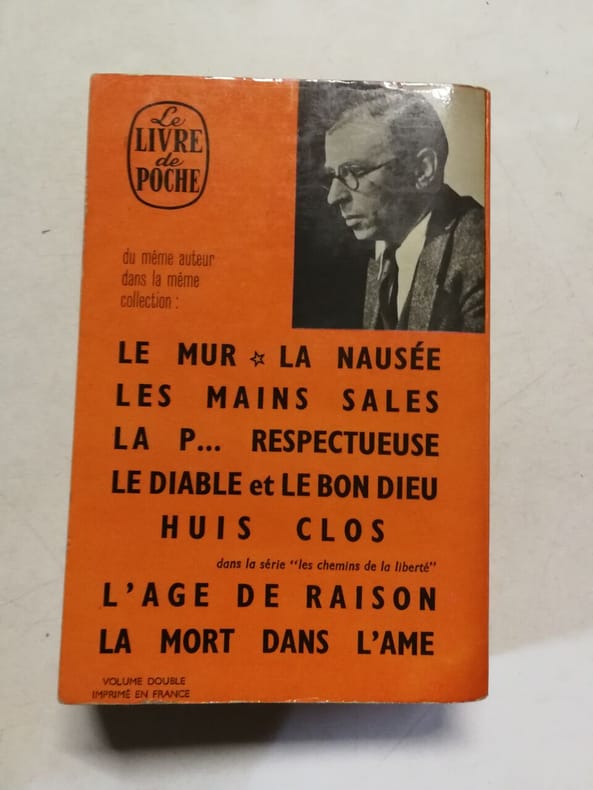 Le
LIVRE
de
POCHE
du même auteur
dans la même
collection :
LE MUR ☆ LA NAUSÉE
LES MAINS SALES
LA P... RESPECTUEUSE
LE DIABLE et LE BON DIEU
HUIS CLOS
dans la série "les chemins de la liberté"
L'AGE DE RAISON
LA MORT DANS L'AME
VOLUME DOUBLE
IMPRIMÉ EN FRANCE